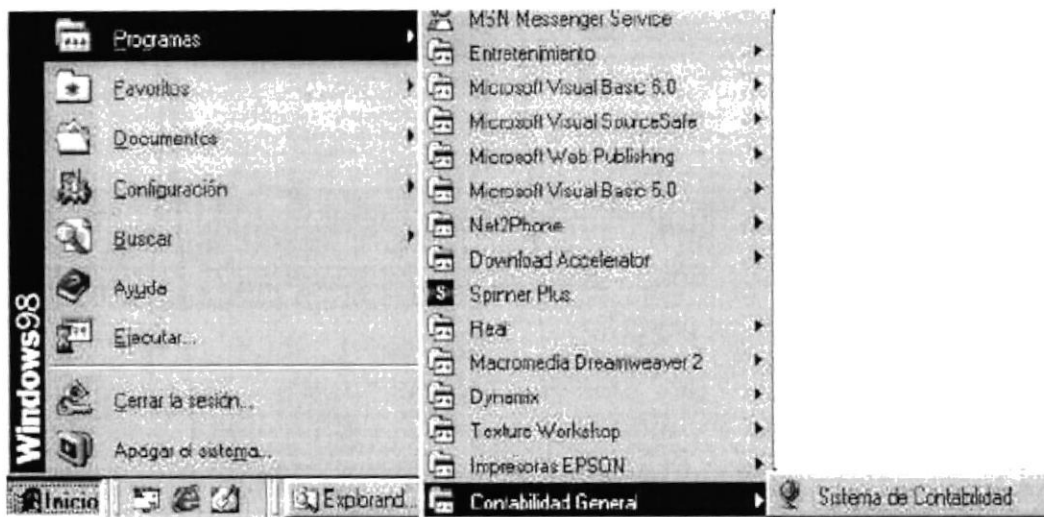 Programas
Favoritos
Documentos
Configuración
Buscar
Ayuda
Ejecutar...
Cerrar la sesión...
Apagar el sistema...
Windows98
Inicio
Explorand...
MSN Messenger Service
Entretenimiento
Microsoft Visual Basic 6.0
Microsoft Visual SourceSafe
Microsoft Web Publishing
Microsoft Visual Basic 5.0
Net2Phone
Download Accelerator
Spinner Plus
Real
Macromedia Dreamweaver 2
Dynamix
Texture Workshop
Impresoras EPSON
Contabilidad General
Sistema de Contabilidad